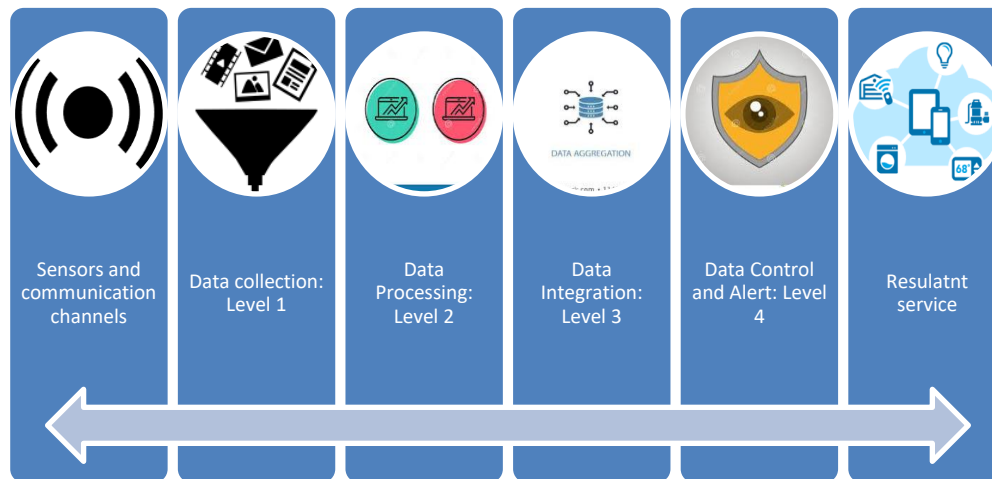 DATA AGGREGATION
68°
Sensors and
communication
channels
Data collection:
Level 1
Data
Processing:
Level 2
Data
Integration:
Level 3
Data Control
and Alert: Level
4
Resulatnt
service